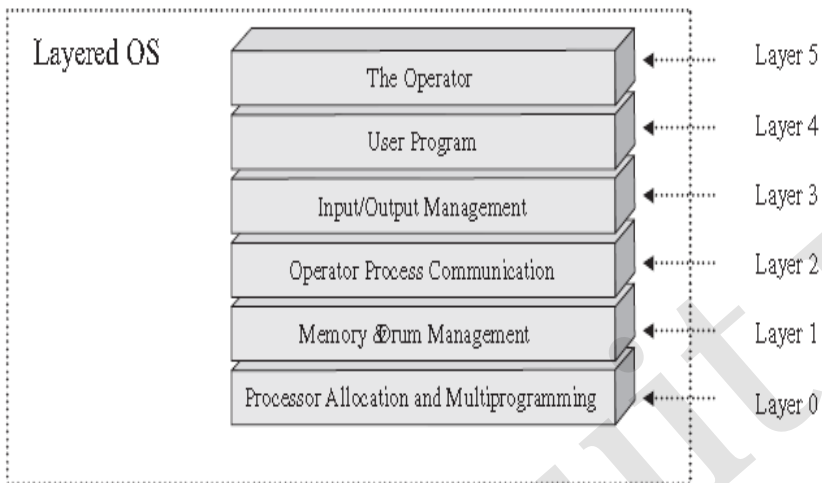 Layered OS
The Operator
Layer 5
User Program
Layer 4
Input/Output Management
Layer 3
Operator Process Communication
Layer 2
Memory & Drum Management
Layer 1
Processor Allocation and Multiprogramming
Layer 0